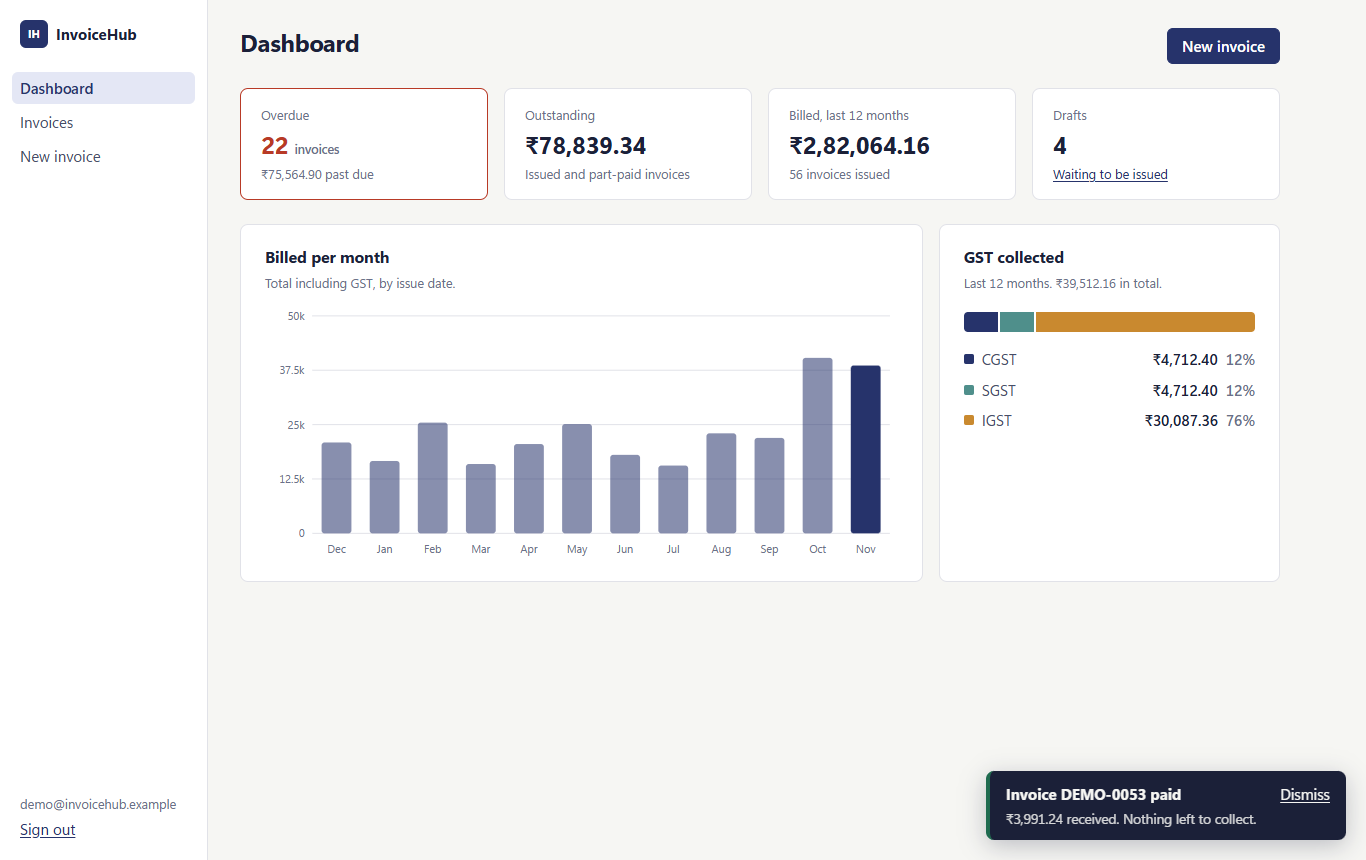 IH InvoiceHub
Dashboard
Invoices
New invoice
demo@invoicehub.example
Sign out
Dashboard
New invoice
Overdue
22 invoices
₹75,564.90 past due
Outstanding
₹78,839.34
Issued and part-paid invoices
Billed, last 12 months
₹2,82,064.16
56 invoices issued
Drafts
4
Waiting to be issued
Billed per month
Total including GST, by issue date.
50k
37.5k
25k
12.5k
0
Dec Jan Feb Mar Apr May Jun Jul Aug Sep Oct Nov
GST collected
Last 12 months. ₹39,512.16 in total.
CGST ₹4,712.40 12%
SGST ₹4,712.40 12%
IGST ₹30,087.36 76%
Invoice DEMO-0053 paid Dismiss
₹3,991.24 received. Nothing left to collect.